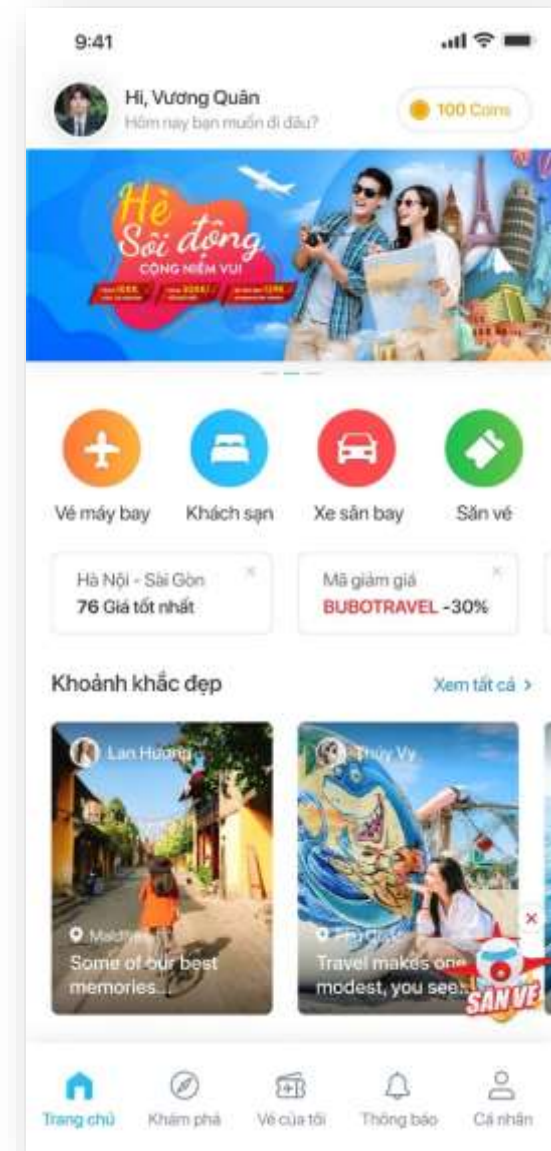 9:41
Hi, Vương Quân
Hôm nay bạn muốn đi đâu?
100 Coins
Hè
Sôi động
CỘNG NIỀM VUI
Vé máy bay
Khách sạn
Xe sân bay
Săn vé
Hà Nội - Sài Gòn
76 Giá tốt nhất
Mã giảm giá
BUBOTRAVEL -30%
Khoảnh khắc đẹp
Xem tất cả >
Lan Hương
Thúy Vy
Some of our best
memories...
Travel makes one
modest, you see...
SĂN VÉ
Trang chủ
Khám phá
Vé của tôi
Thông báo
Cá nhân